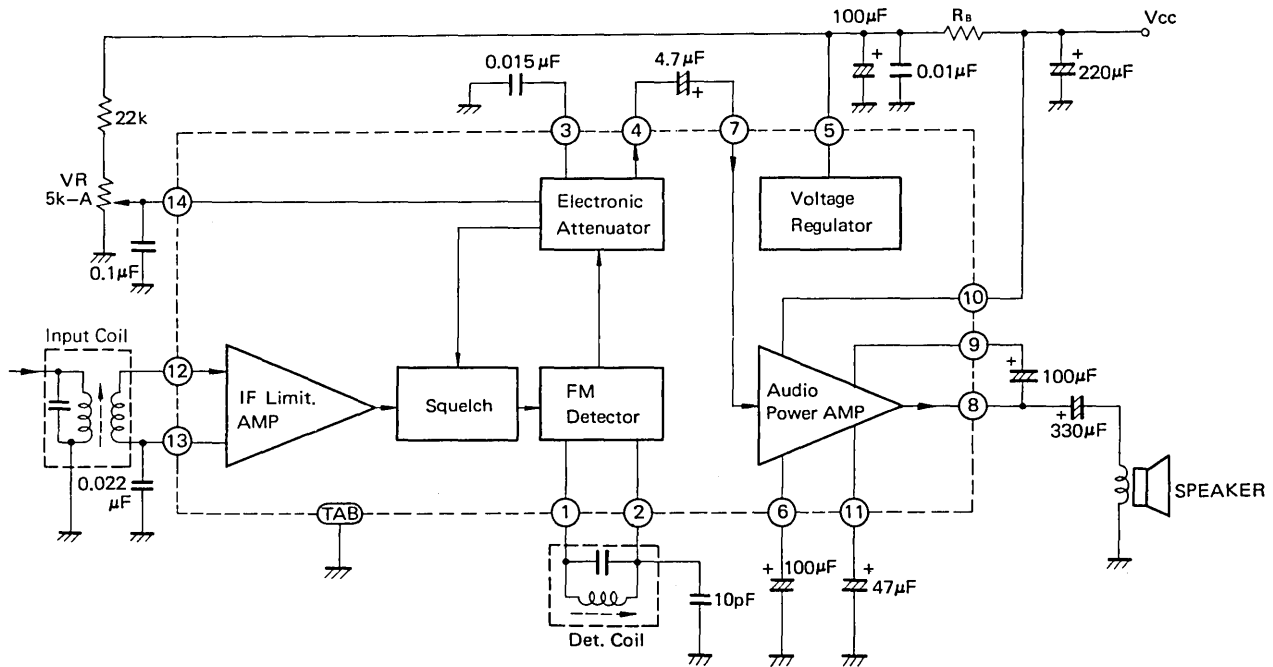 100μF
RB
Vcc
0.015μF
4.7μF
+
+
0.01μF
+
220μF
22k
3
4
7
5
VR
5k-A
14
Electronic
Attenuator
Voltage
Regulator
0.1μF
10
Input Coil
9
12
IF Limit.
AMP
Squelch
FM
Detector
Audio
Power AMP
+
100μF
8
+
330μF
13
0.022
μF
SPEAKER
TAB
1
2
6
11
+
100μF
+
47μF
10pF
Det. Coil